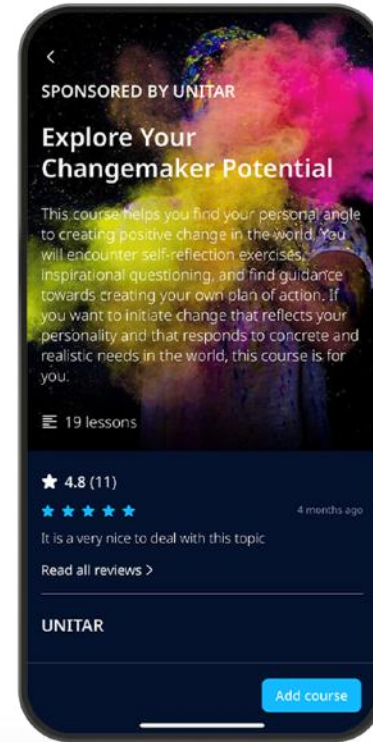 SPONSORED BY UNITAR
Explore Your
Changemaker Potential
This course helps you find your personal angle
to creating positive change in the world. You
will encounter self-reflection exercises,
inspirational questioning, and find guidance
towards creating your own plan of action. If
you want to initiate change that reflects your
personality and that responds to concrete and
realistic needs in the world, this course is for
you.
19 lessons
4.8 (11)
4 months ago
It is a very nice to deal with this topic
Read all reviews >
UNITAR
Add course